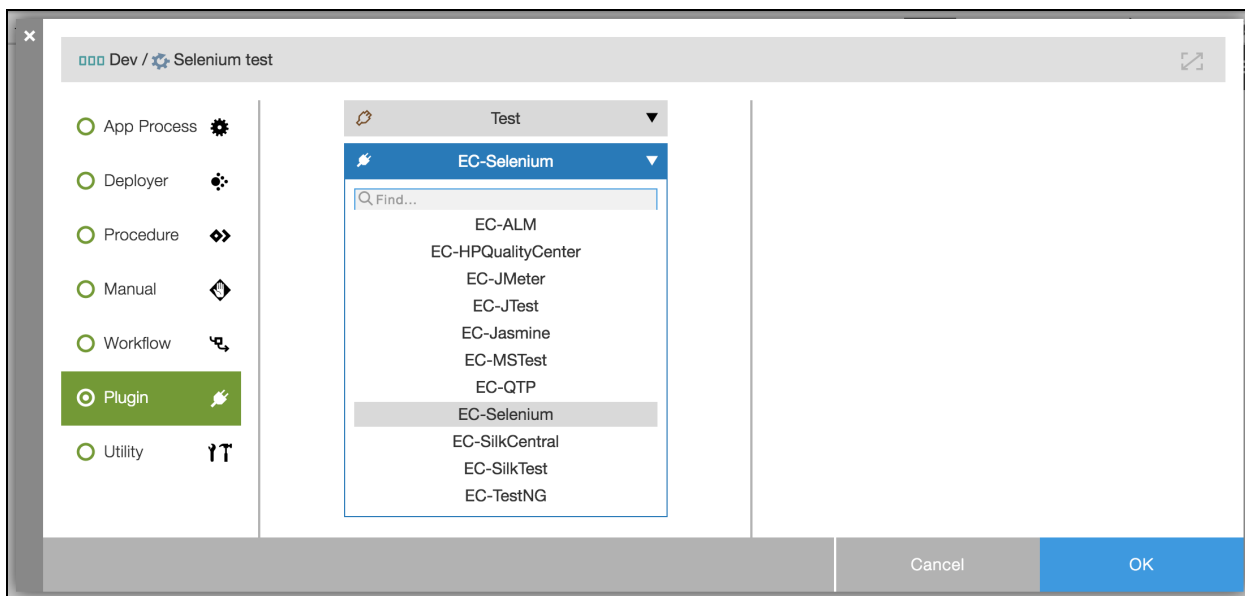 Dev / Selenium test
App Process
Deployer
Procedure
Manual
Workflow
Plugin
Utility
Test
EC-Selenium
Find...
EC-ALM
EC-HPQualityCenter
EC-JMeter
EC-JTest
EC-Jasmine
EC-MSTest
EC-QTP
EC-Selenium
EC-SilkCentral
EC-SilkTest
EC-TestNG
Cancel
OK